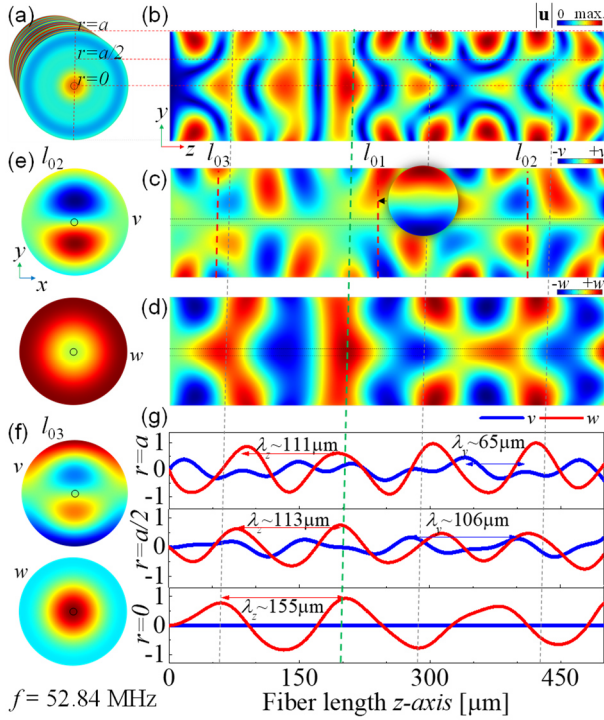 (a)
r=a
r=a/2
r=0
(b)
|u|
0 max.
y
z
l03
l01
l02
-v +v
(e)
l02
v
y
x
w
(c)
(d)
-w +w
(f)
l03
v
w
(g)
v w
r=a
1
0
-1
λz~111µm
λy~65µm
r=a/2
1
0
-1
λz~113µm
λy~106µm
r=0
1
0
-1
λz~155µm
0 150 300 450
Fiber length z-axis [µm]
f = 52.84 MHz